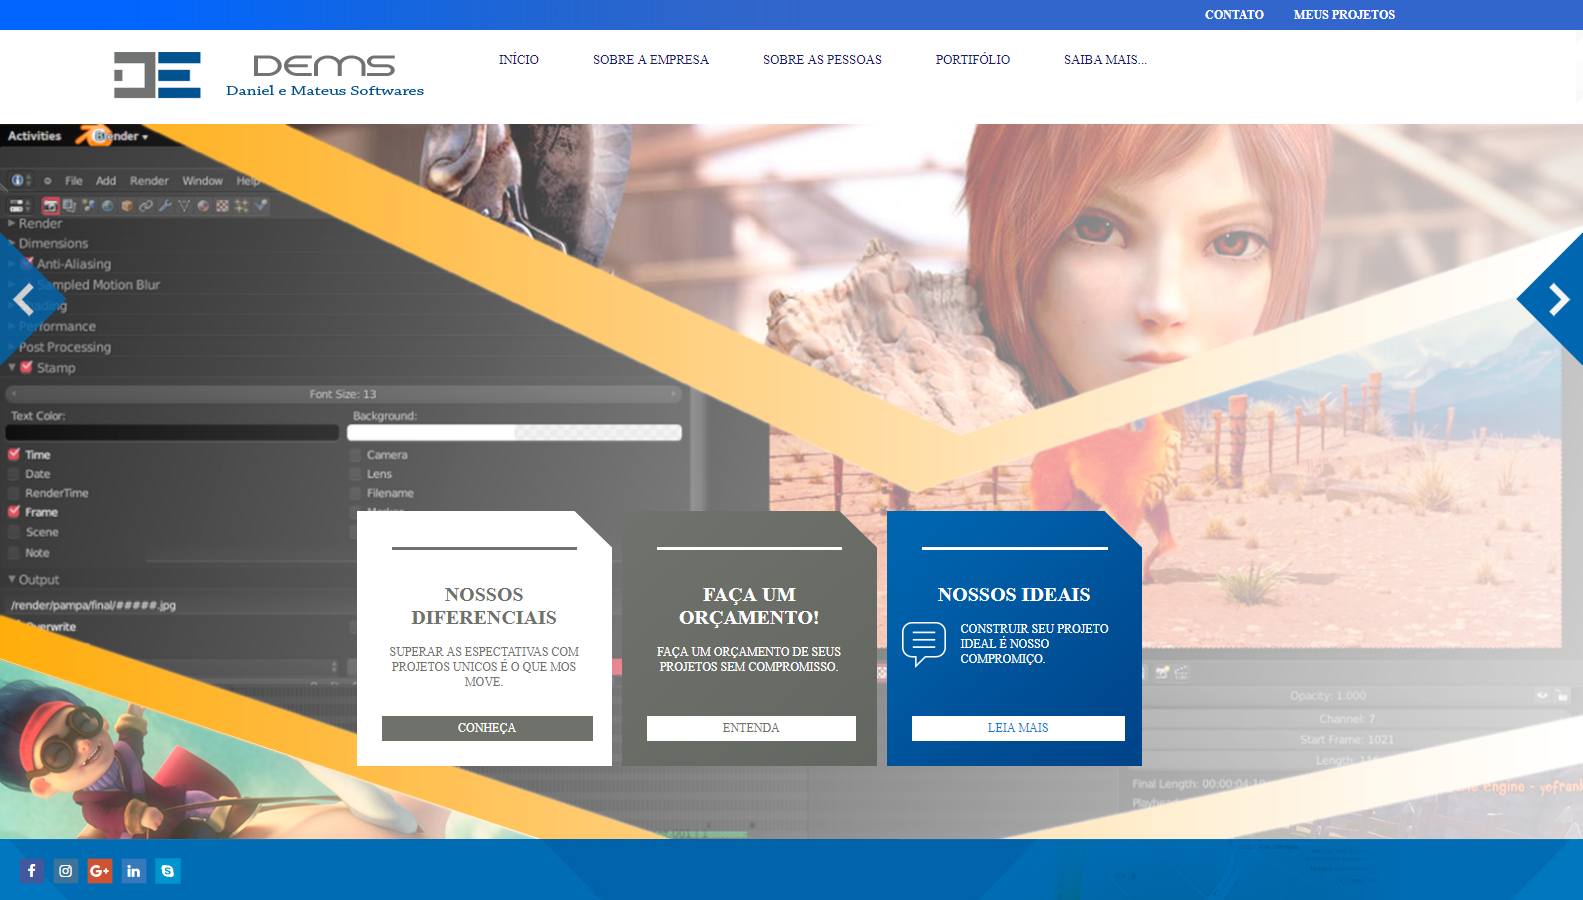 CONTATO MEUS PROJETOS
DEMS
Daniel e Mateus Softwares
INÍCIO SOBRE A EMPRESA SOBRE AS PESSOAS PORTIFÓLIO SAIBA MAIS...
Activities Blender
File Add Render Window Help
Render
Dimensions
Anti-Aliasing
Sampled Motion Blur
Performance
Post Processing
Stamp
Font Size: 13
Text Color: Background:
Time Camera
Date Lens
RenderTime Filename
Frame
Scene
Note
Output
/render/pampa/final/#####.jpg
Overwrite
NOSSOS
DIFERENCIAIS
SUPERAR AS ESPECTATIVAS COM
PROJETOS UNICOS É O QUE MOS
MOVE.
CONHEÇA
FAÇA UM
ORÇAMENTO!
FAÇA UM ORÇAMENTO DE SEUS
PROJETOS SEM COMPROMISSO.
ENTENDA
NOSSOS IDEAIS
CONSTRUIR SEU PROJETO
IDEAL É NOSSO
COMPROMIÇO.
LEIA MAIS
Opacity: 1.000
Channel: 7
Start Frame: 1021
Length:
Final Length: 00:00:04:10
engine - yofrank